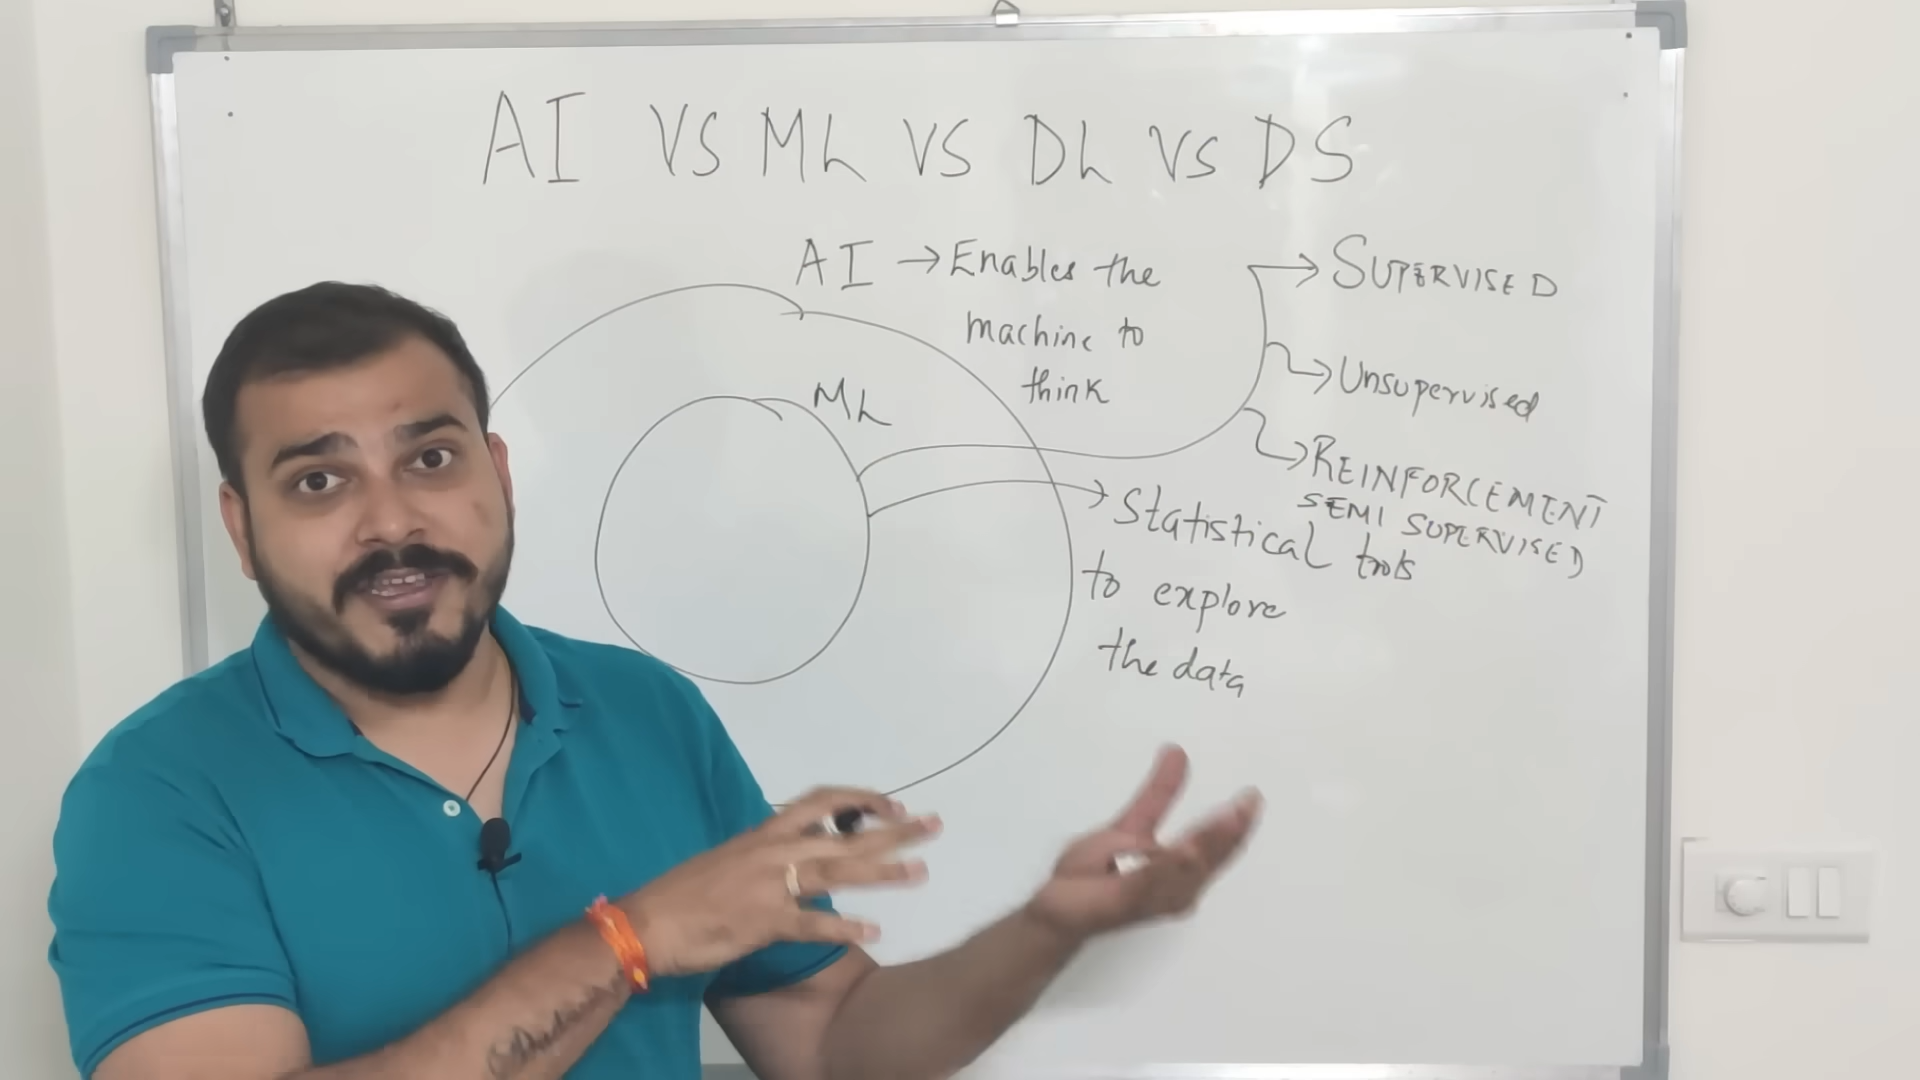 AI VS ML VS DL VS DS
AI → Enables the
machine to
think
ML
→ SUPERVISED
→ Unsupervised
→ REINFORCEMENT
SEMI SUPERVISED
→ Statistical tools
to explore
the data